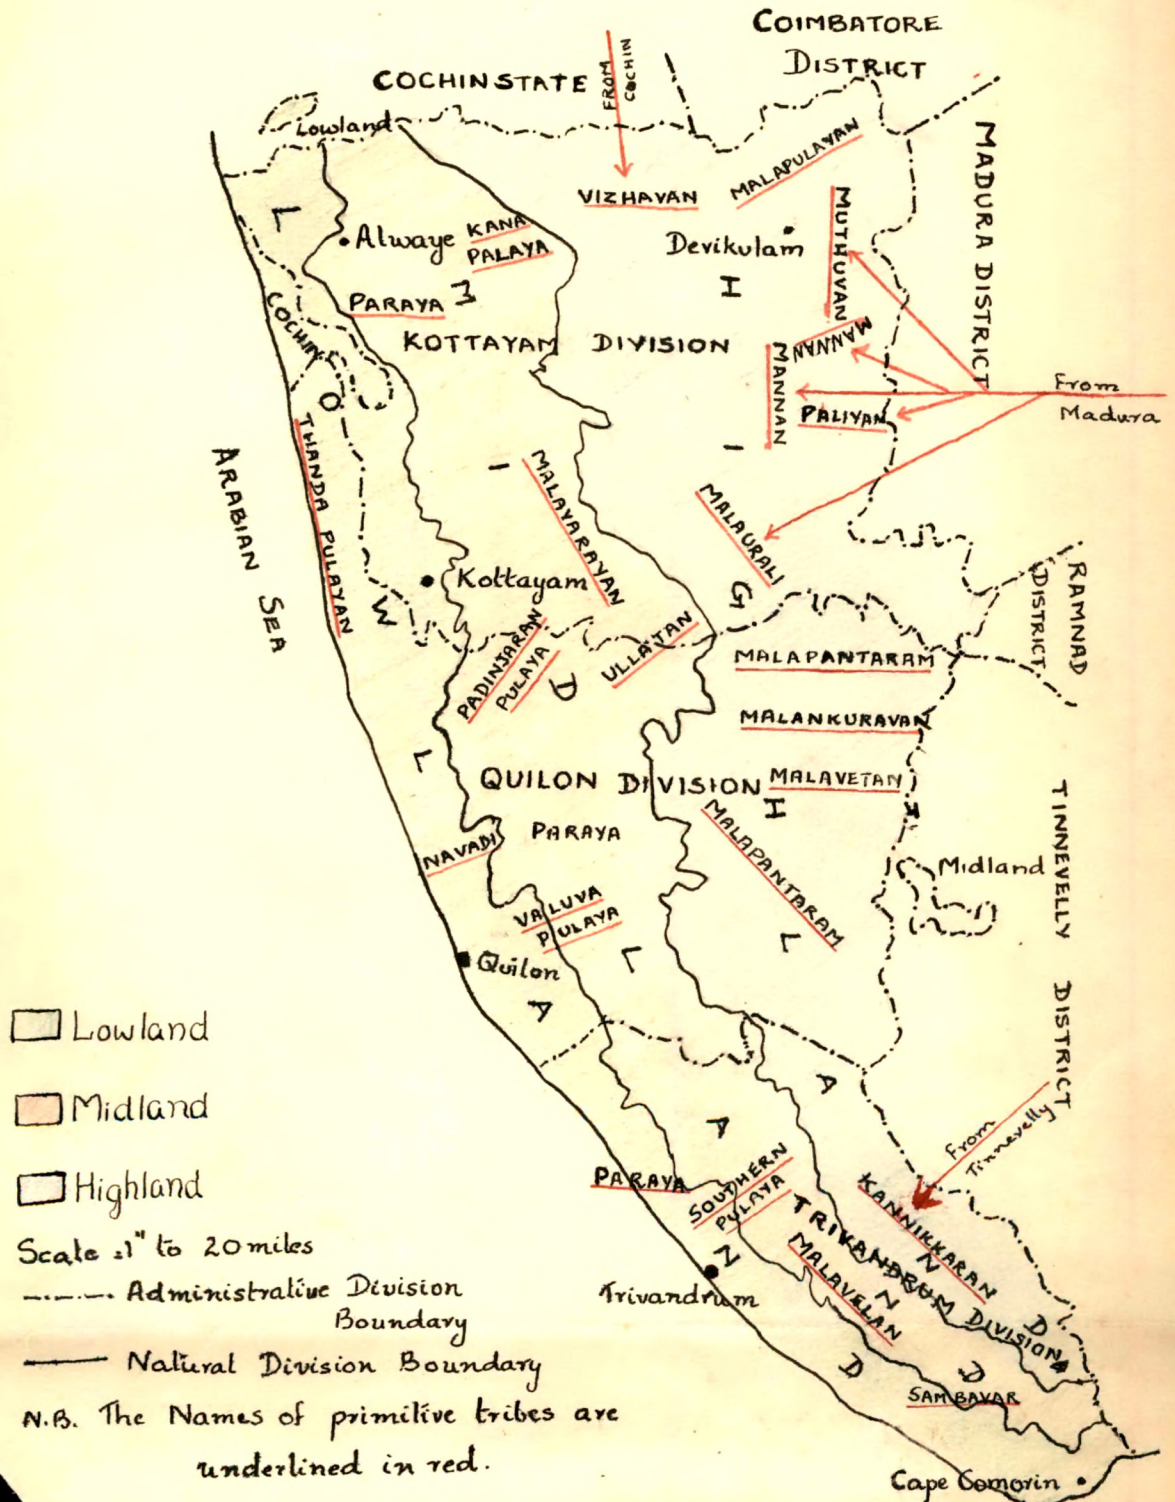 COIMBATORE
DISTRICT
COCHIN STATE
FROM
COCHIN
Lowland
MADURA DISTRICT
VIZHAVAN
MALAPULAYAN
MUTHUVAN
Devikulam
Alwaye
KANA
PALAYA
PARAYA
COCHIN
KOTTAYAM DIVISION
MANNAN
MANNAN
PALIYAN
From
Madura
THANDA PULAYAN
ARABIAN SEA
MALAYARAYAN
MALAURALI
Kottayam
RAMNAD
DISTRICT
PADINJARAN
PULAYA
ULLATAN
MALAPANTARAM
MALANKURAVAN
QUILON DIVISION
MALAVETAN
MALAPANTARAM
PARAYA
NAVADI
Midland
TINNEVELLY DISTRICT
VALUVA
PULAYA
Quilon
L O W L A N D
M I D L A N D
H I G H L A N D
From
Tinnevelly
PARAYA
SOUTHERN
PULAYA
KANNIKKARAN
TRIVANDRUM DIVISION
MALAVELAN
Trivandrum
SAMBAVAR
Cape Comorin
Lowland
Midland
Highland
Scale =1" to 20 miles
Administrative Division
Boundary
Natural Division Boundary
N.B. The Names of primitive tribes are
underlined in red.